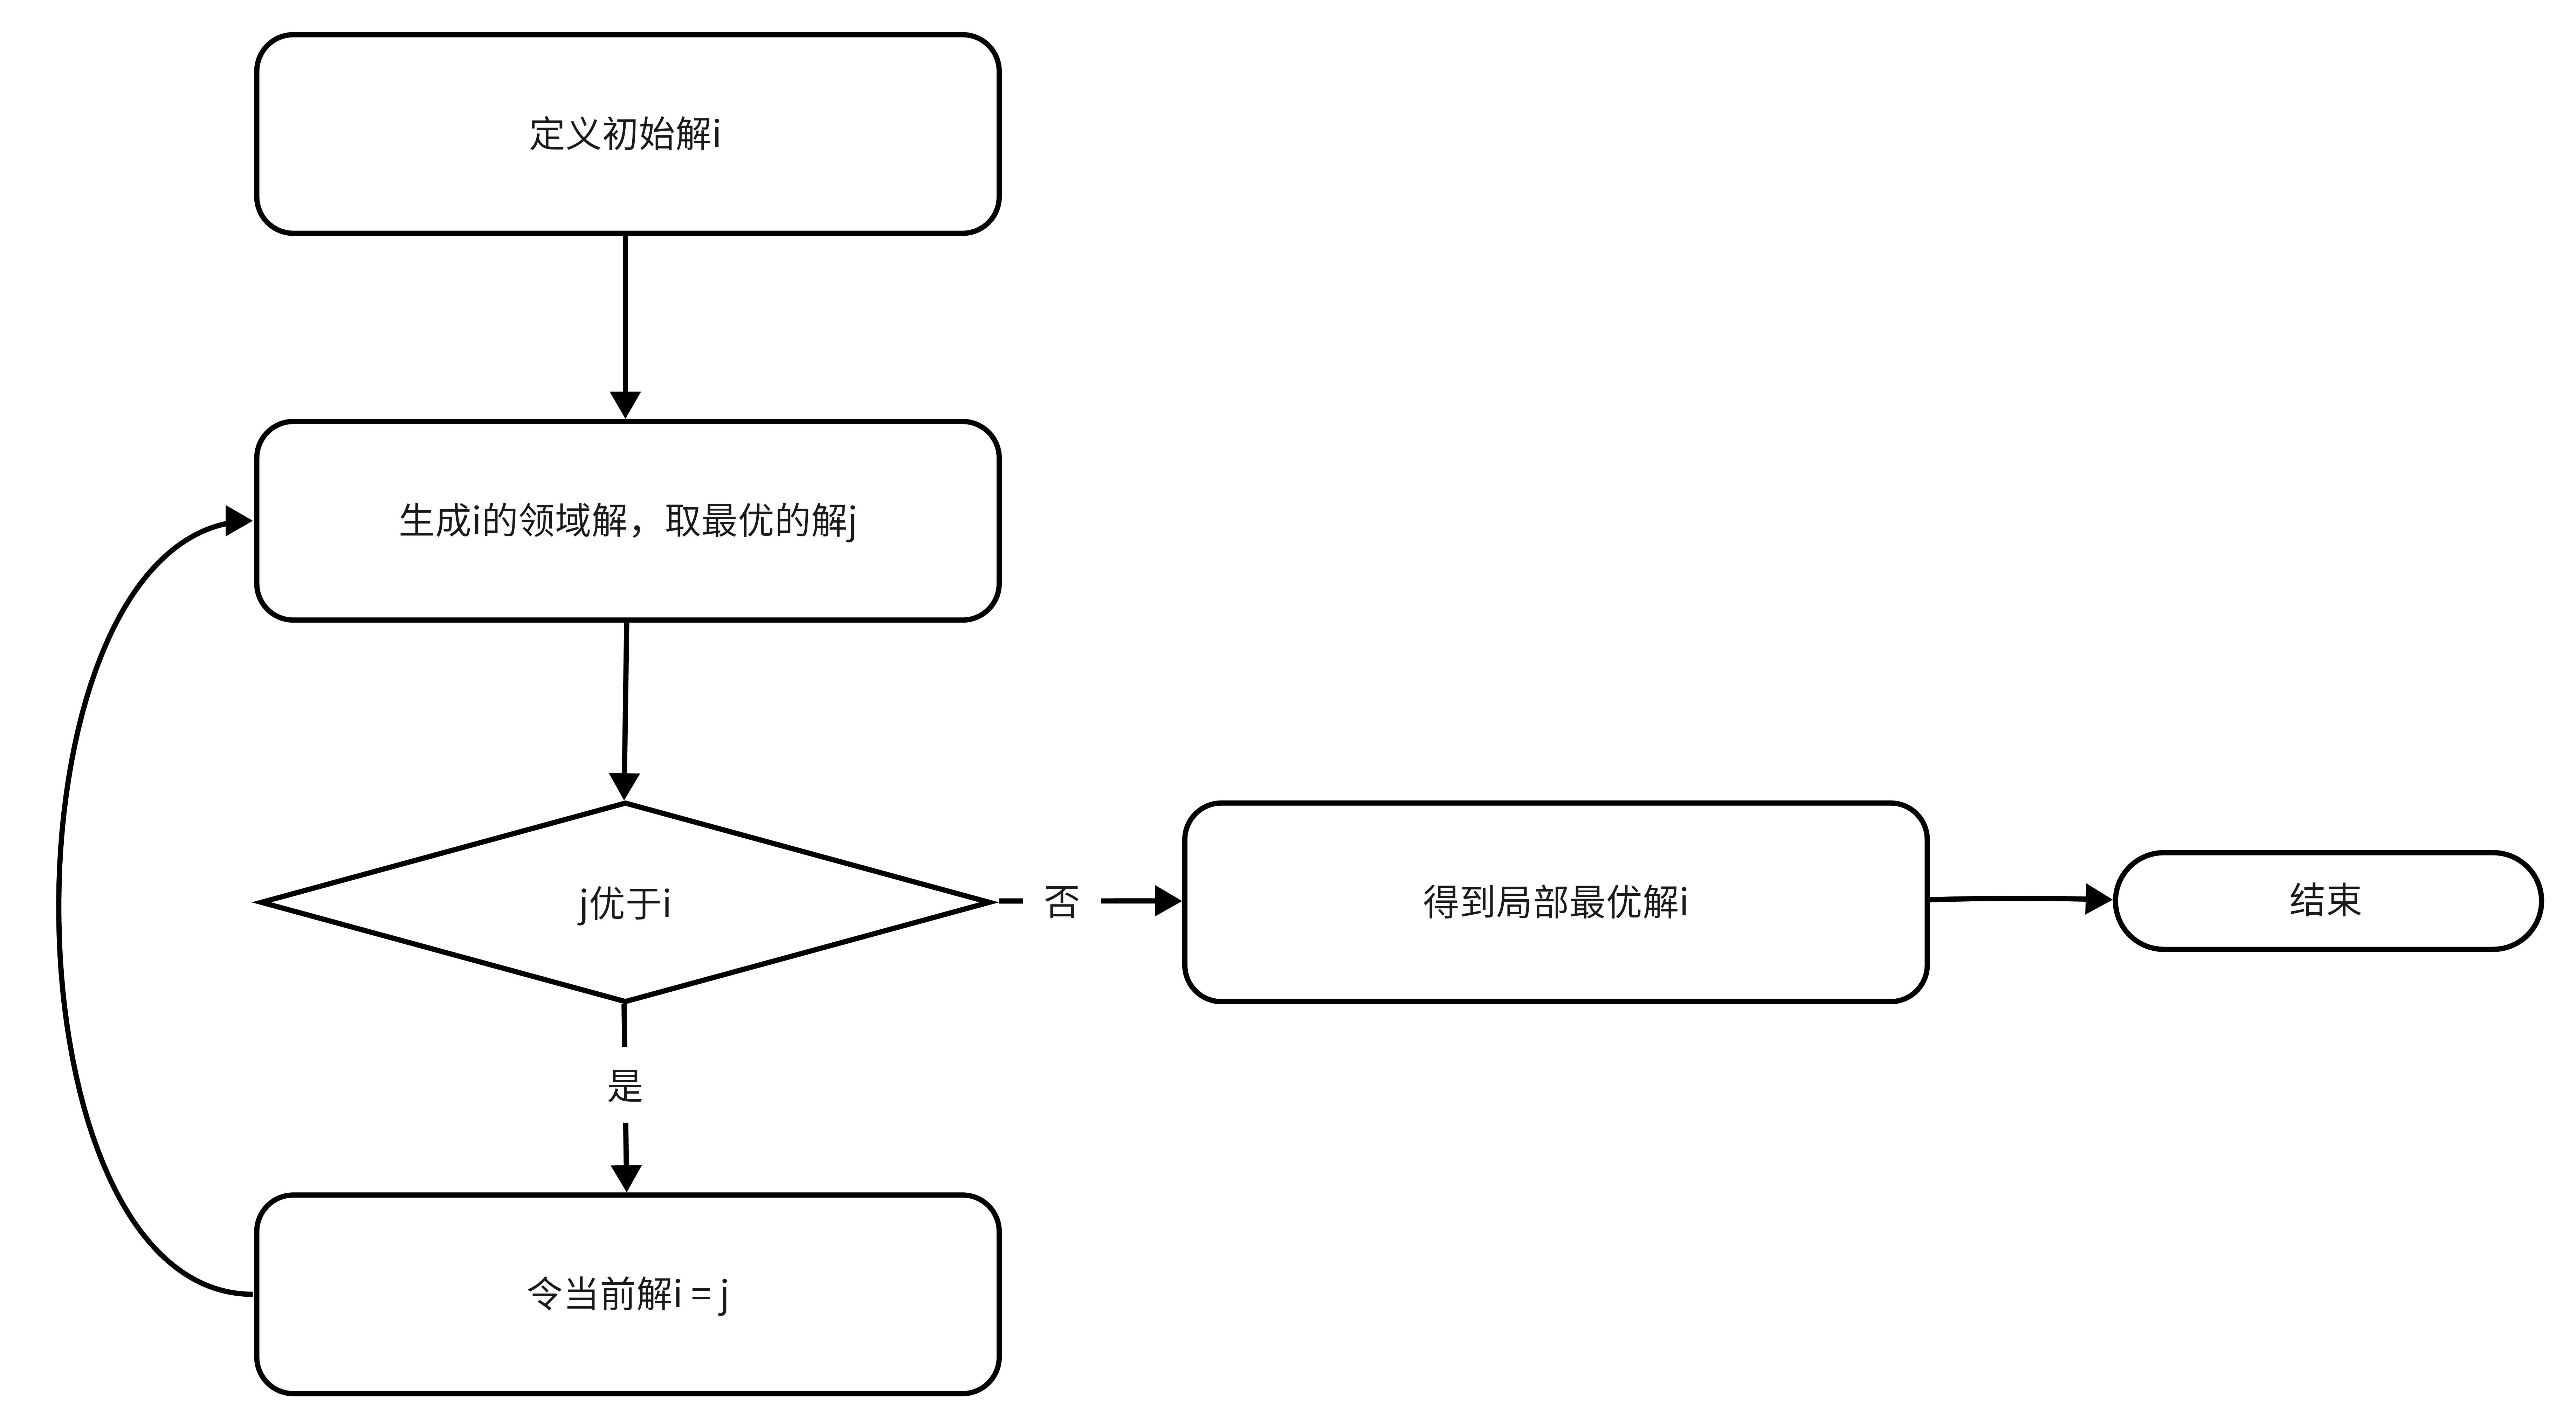 定义初始解i
生成i的领域解，取最优的解j
j优于i
否
得到局部最优解i
结束
是
令当前解i = j